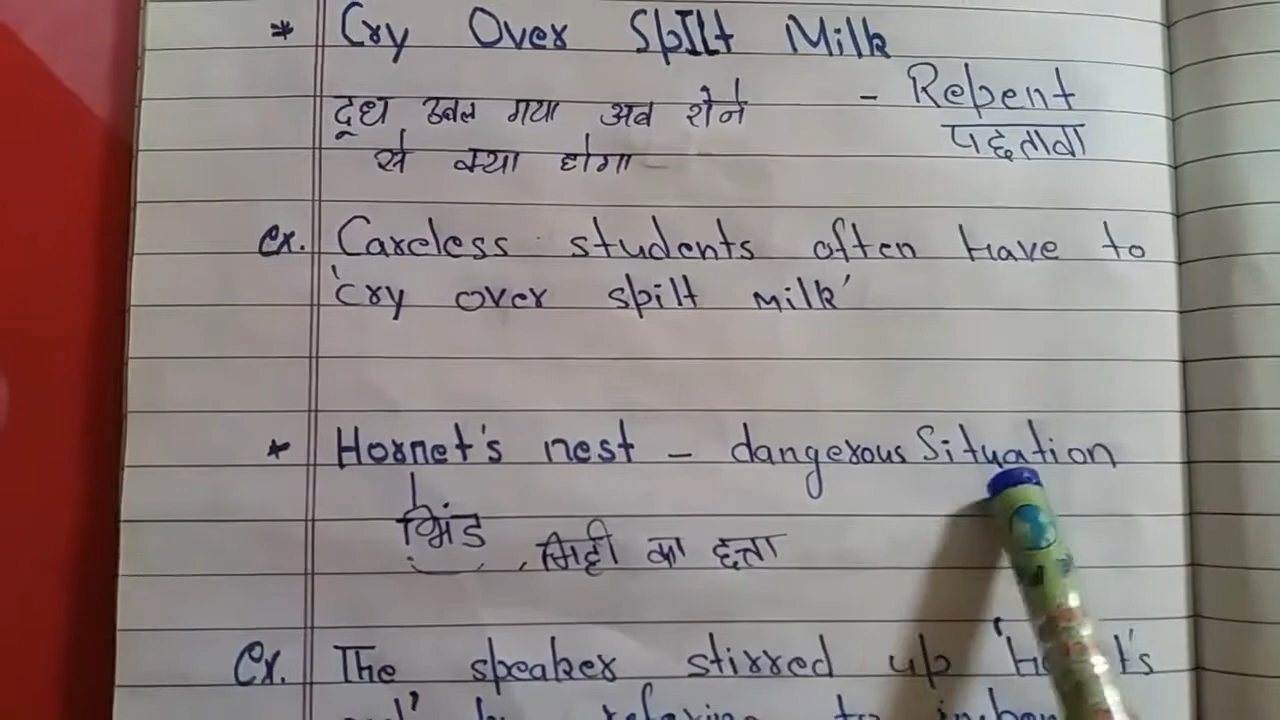 * Cry Over SpIlt Milk
दूध उबल गया अब रोने - Repent
से क्या होगा पछतावा
ex. Careless students often have to
'cry over spilt milk'
* Hornet's nest - dangerous Situation
भिंड , मिट्टी का छत्ता
Ex. The speaker stirred up